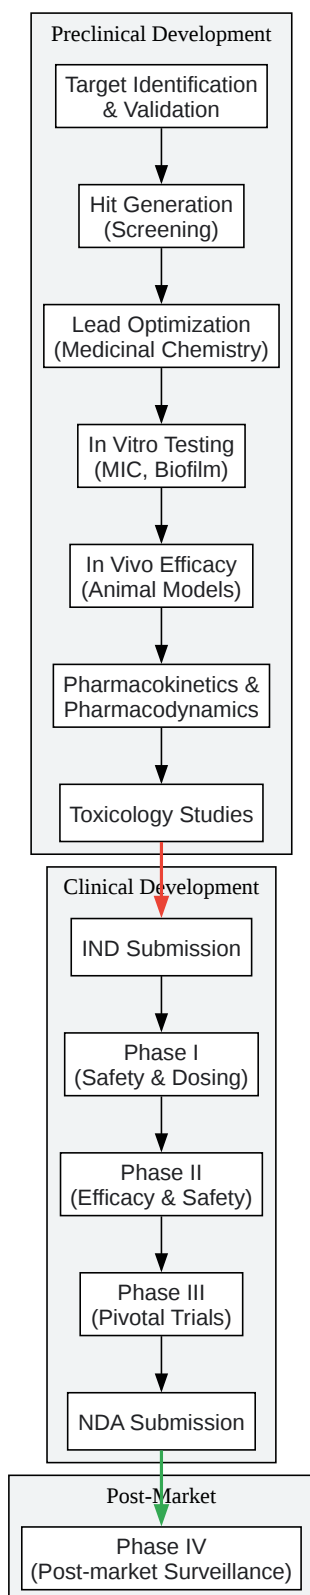 Preclinical Development
Target Identification
& Validation
Hit Generation
(Screening)
Lead Optimization
(Medicinal Chemistry)
In Vitro Testing
(MIC, Biofilm)
In Vivo Efficacy
(Animal Models)
Pharmacokinetics &
Pharmacodynamics
Toxicology Studies
Clinical Development
IND Submission
Phase I
(Safety & Dosing)
Phase II
(Efficacy & Safety)
Phase III
(Pivotal Trials)
NDA Submission
Post-Market
Phase IV
(Post-market Surveillance)